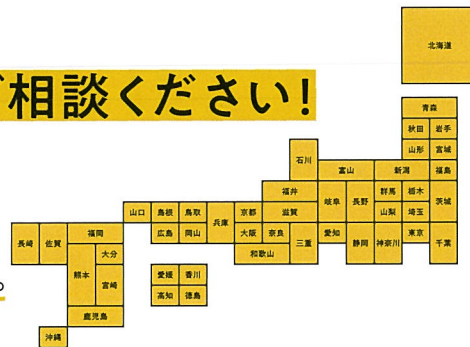 北海道
ご相談ください!
青森
秋田 岩手
山形 宮城
石川
富山 新潟 福島
福井 岐阜 長野 群馬 栃木 茨城
山口 島根 鳥取 兵庫 京都 滋賀 山梨 埼玉
広島 岡山 大阪 奈良 三重 愛知 静岡 神奈川 東京 千葉
長崎 佐賀 福岡
和歌山
大分
熊本
愛媛 香川
宮崎
高知 徳島
鹿児島
沖縄
。